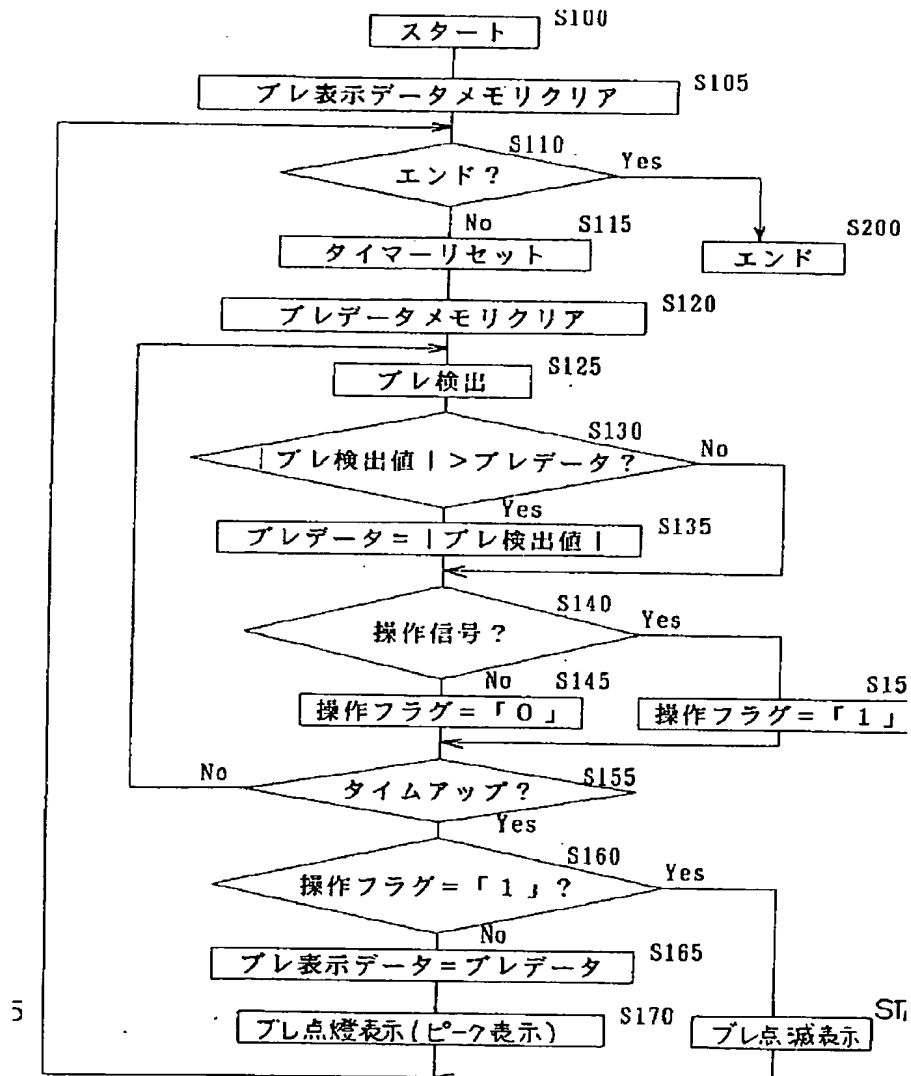 スタート S100
ブレ表示データメモリクリア S105
エンド? S110
Yes
No
タイマーリセット S115
エンド S200
ブレデータメモリクリア S120
ブレ検出 S125
|ブレ検出値|>ブレデータ? S130
No
Yes
ブレデータ=|ブレ検出値| S135
操作信号? S140
Yes
No
操作フラグ=「0」 S145
操作フラグ=「1」 S15
タイムアップ? S155
No
Yes
操作フラグ=「1」? S160
Yes
No
ブレ表示データ=ブレデータ S165
ブレ点燈表示(ピーク表示) S170
ブレ点滅表示